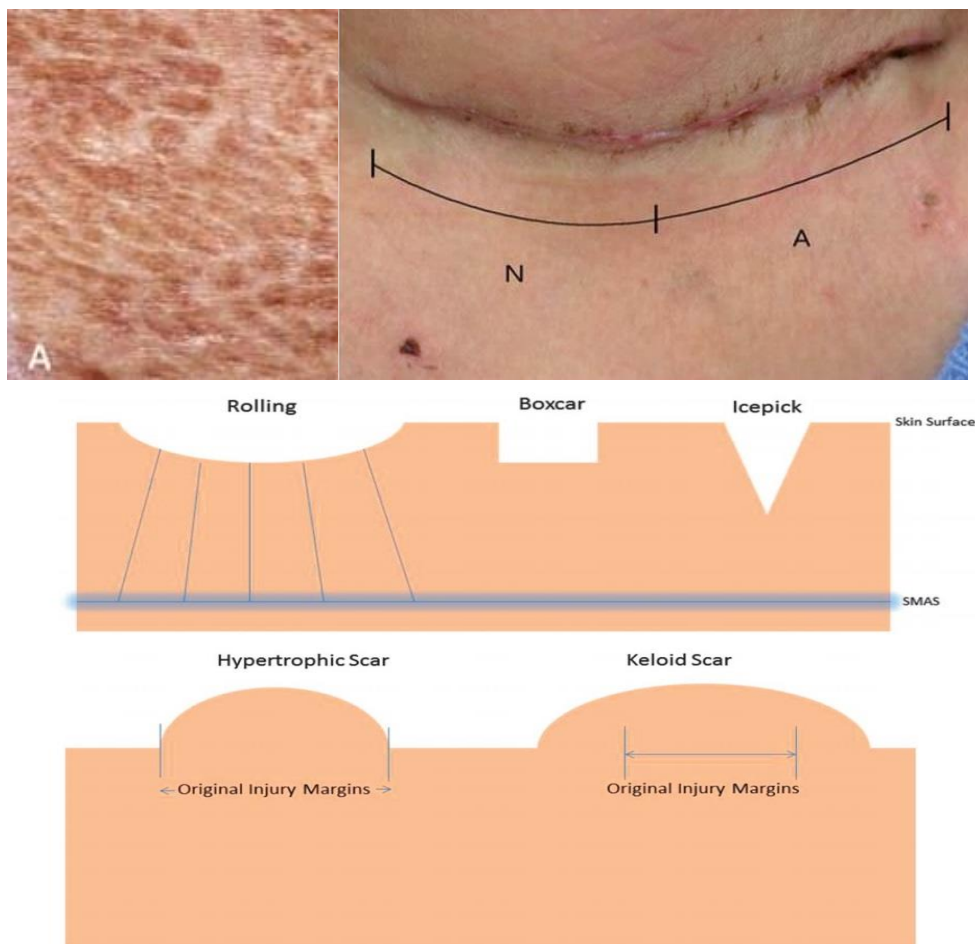 A
N
A
Rolling
Boxcar
Icepick
Skin Surface
SMAS
Hypertrophic Scar
Keloid Scar
Original Injury Margins
Original Injury Margins